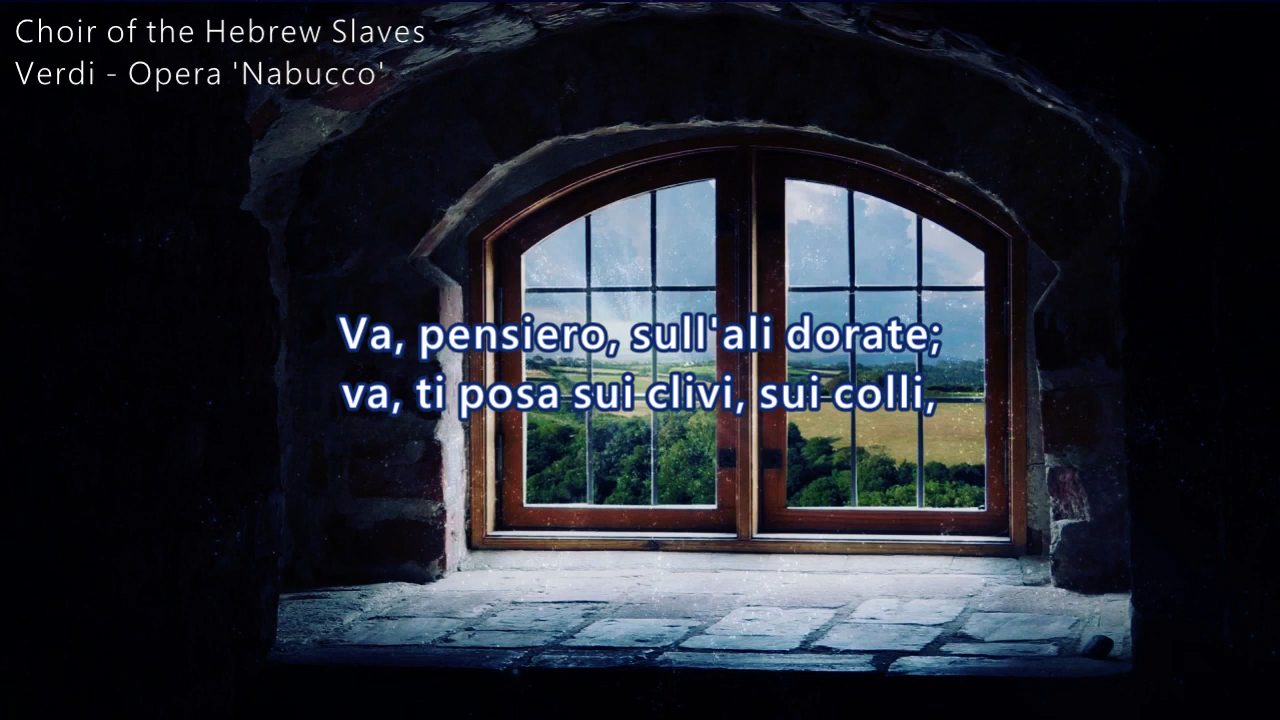 Choir of the Hebrew Slaves
Verdi - Opera 'Nabucco'
Va, pensiero, sull'ali dorate;
va, ti posa sui clivi, sui colli,